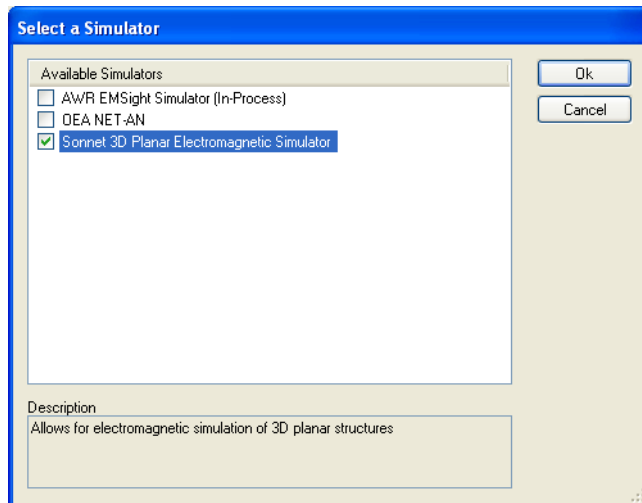 Select a Simulator
Available Simulators
AWR EMSight Simulator (In-Process)
OEA NET-AN
Sonnet 3D Planar Electromagnetic Simulator
Ok
Cancel
Description
Allows for electromagnetic simulation of 3D planar structures